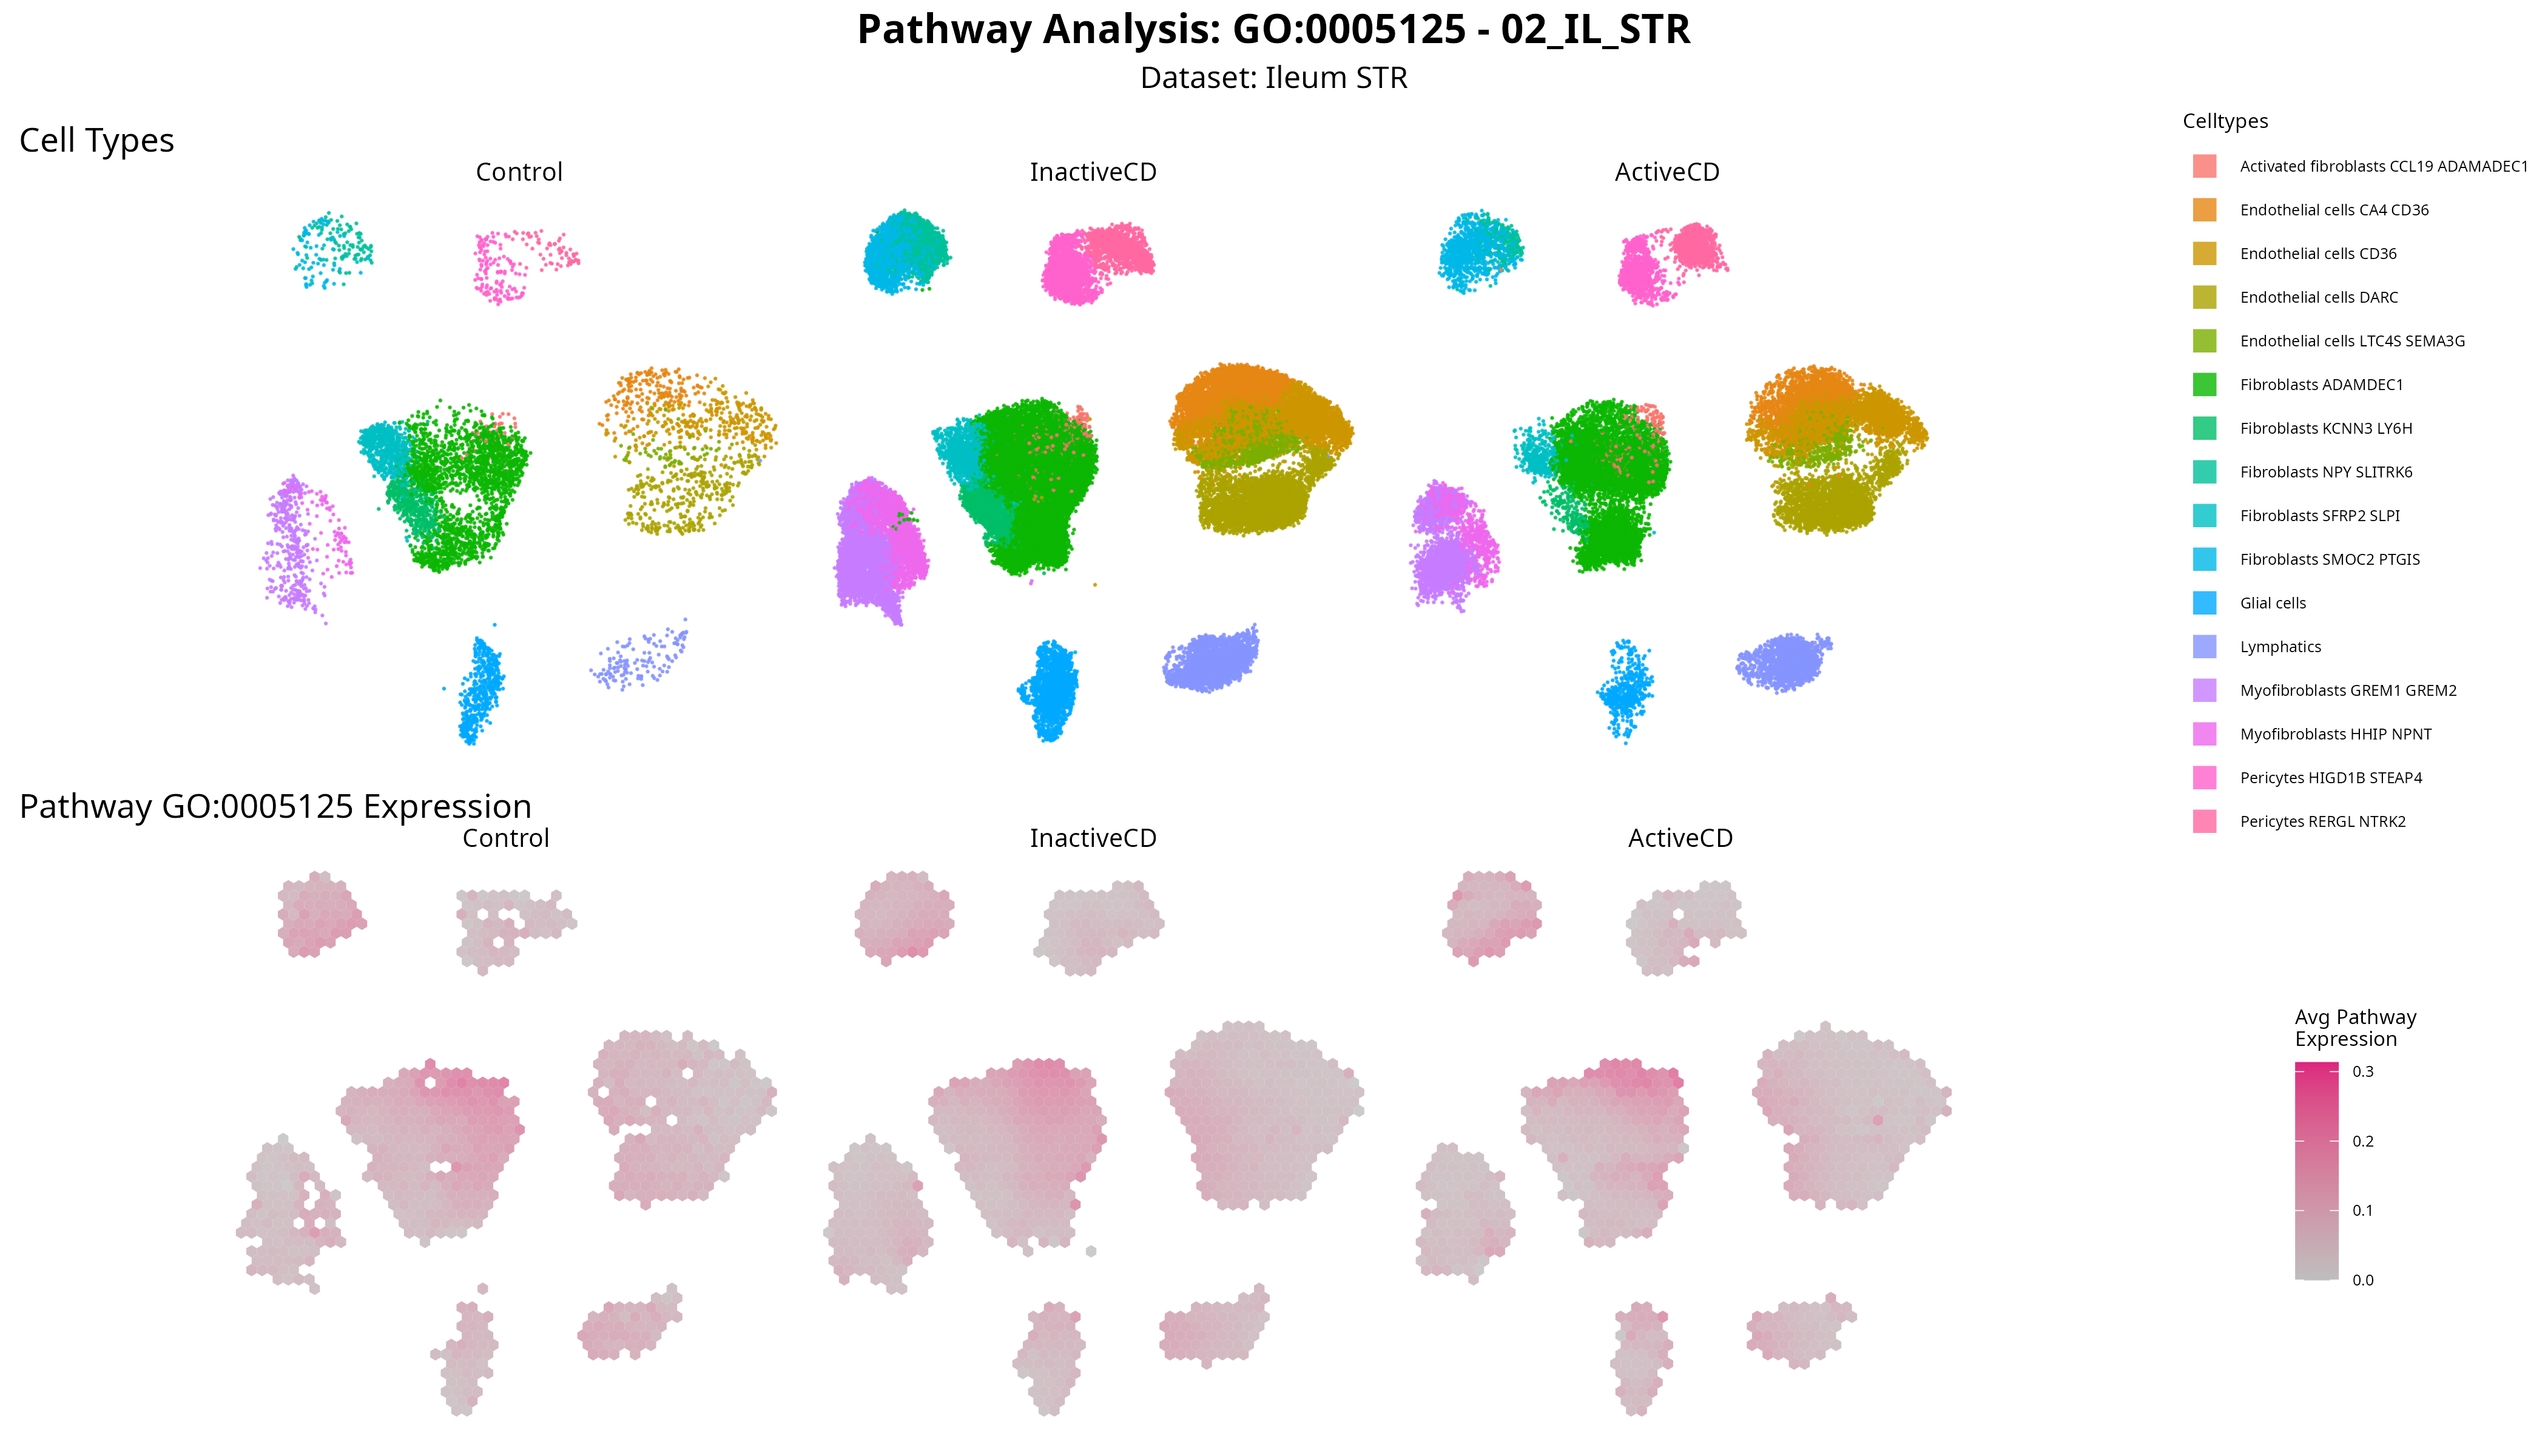 Pathway Analysis: GO:0005125 - 02_IL_STR
Dataset: Ileum STR
Cell Types
Control
InactiveCD
ActiveCD
Celltypes
Activated fibroblasts CCL19 ADAMADEC1
Endothelial cells CA4 CD36
Endothelial cells CD36
Endothelial cells DARC
Endothelial cells LTC4S SEMA3G
Fibroblasts ADAMDEC1
Fibroblasts KCNN3 LY6H
Fibroblasts NPY SLITRK6
Fibroblasts SFRP2 SLPI
Fibroblasts SMOC2 PTGIS
Glial cells
Lymphatics
Myofibroblasts GREM1 GREM2
Myofibroblasts HHIP NPNT
Pericytes HIGD1B STEAP4
Pericytes RERGL NTRK2
Pathway GO:0005125 Expression
Control
InactiveCD
ActiveCD
Avg Pathway
Expression
0.3
0.2
0.1
0.0